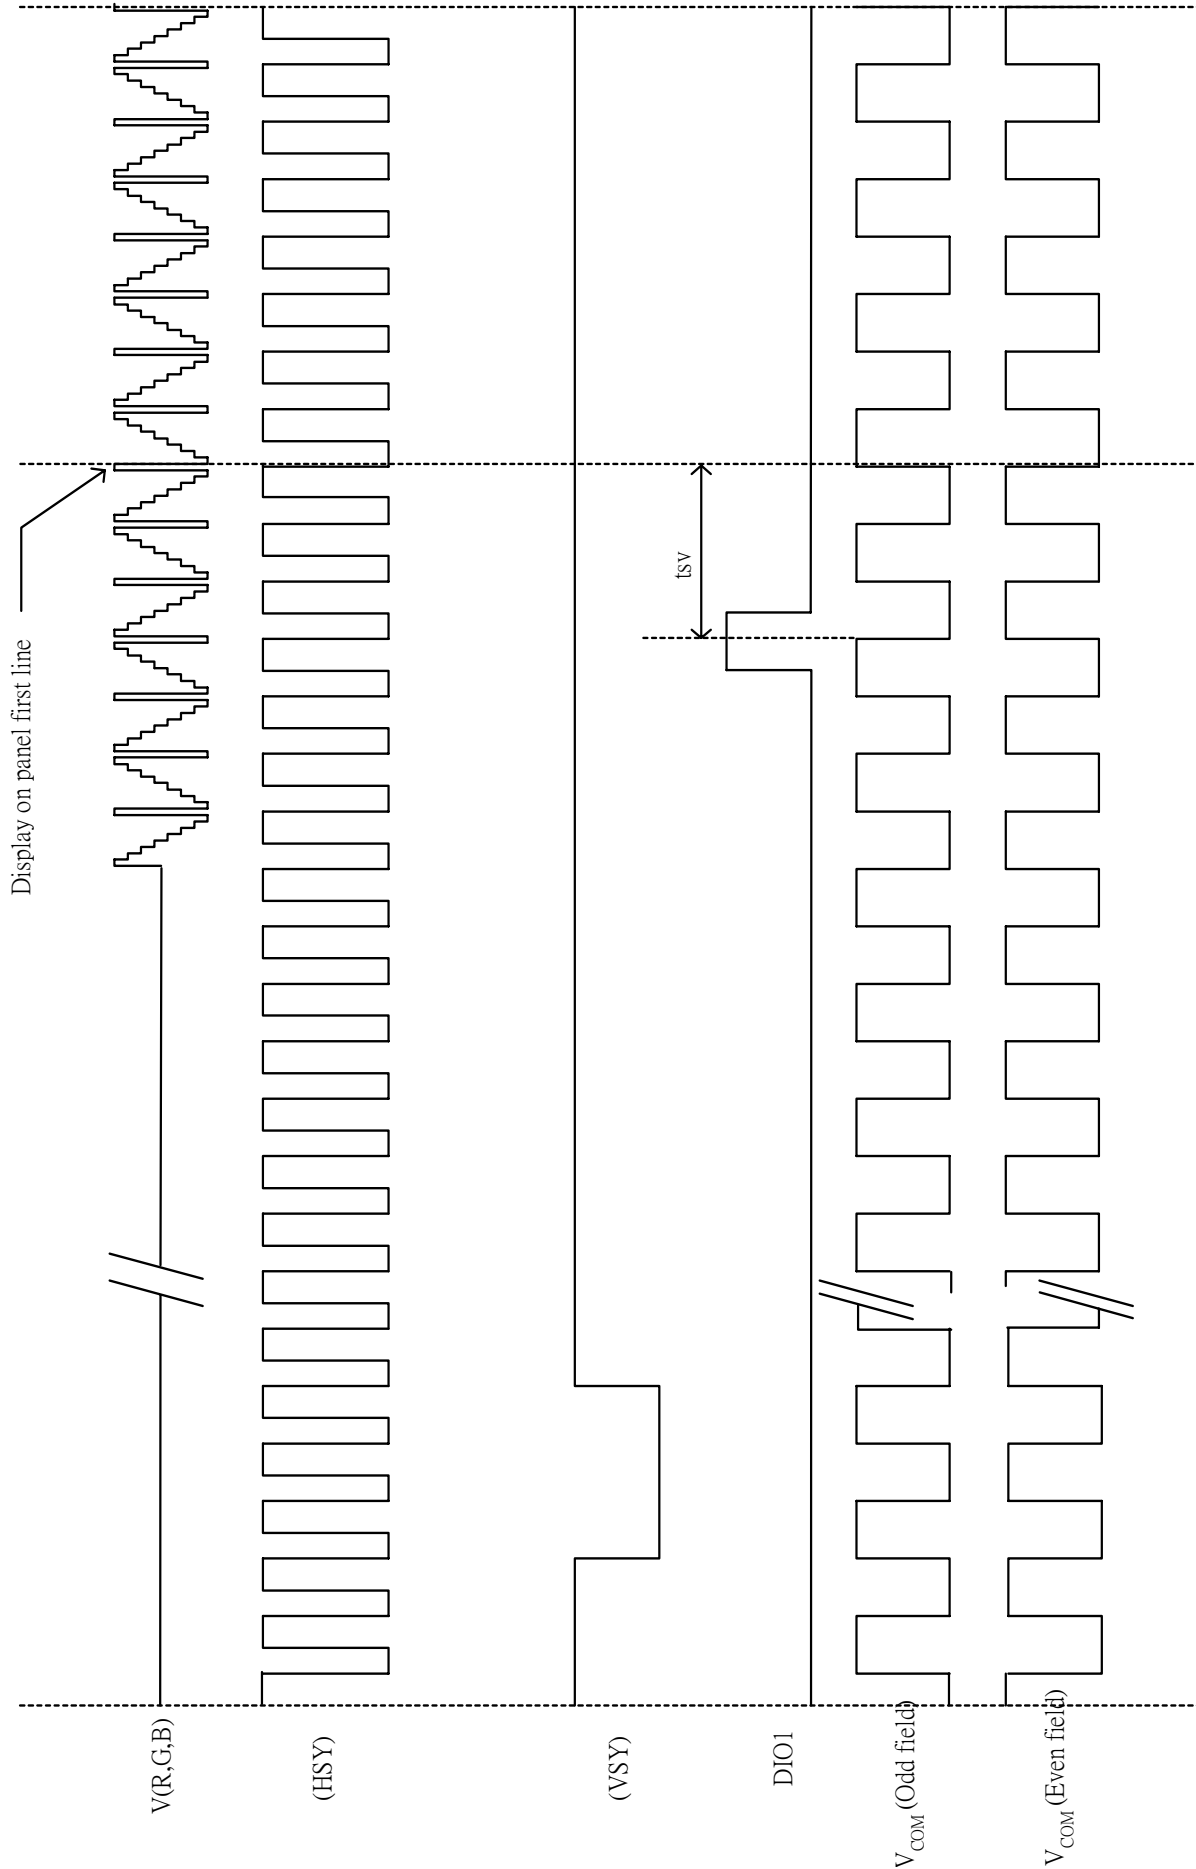 Display on panel first line
tsv
V(R,G,B)
(HSY)
(VSY)
DIO1
VCOM (Odd field)
VCOM (Even field)